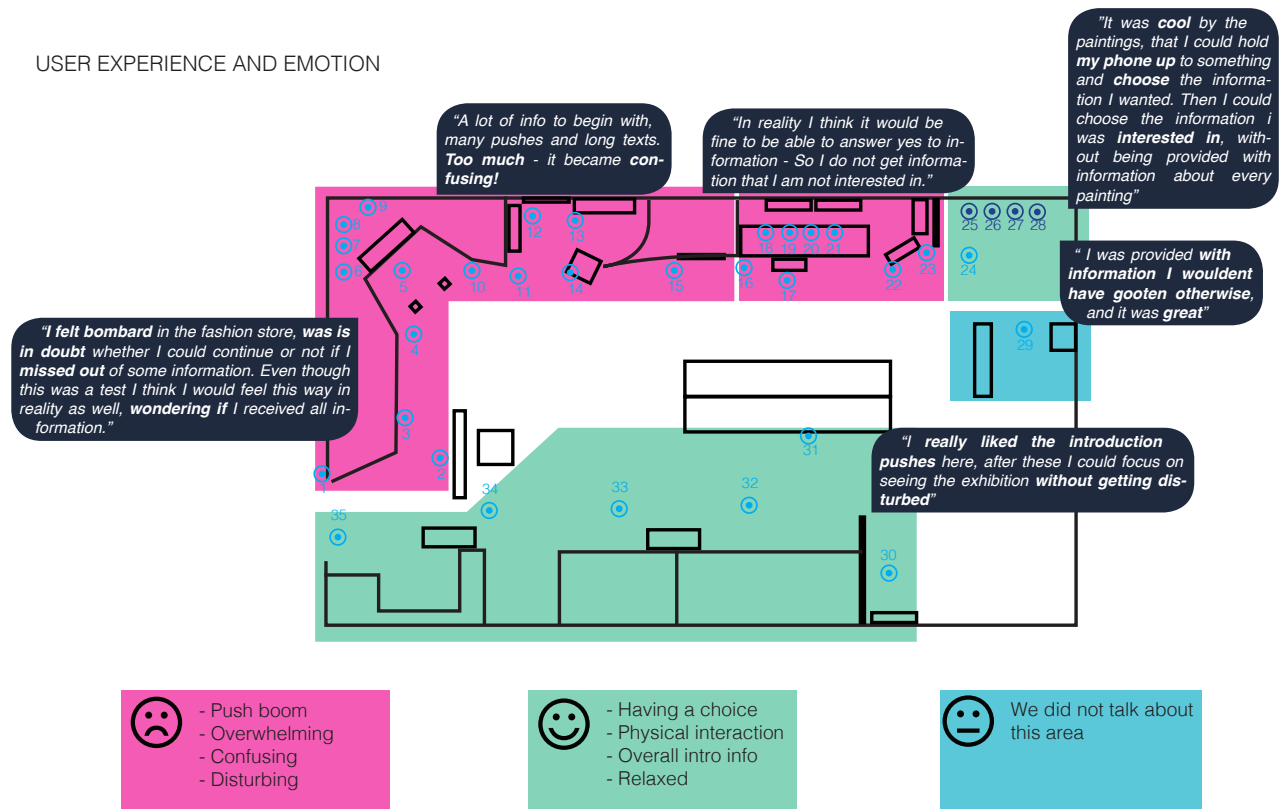 USER EXPERIENCE AND EMOTION
"It was cool by the
paintings, that I could hold
my phone up to something
and choose the informa-
tion I wanted. Then I could
choose the information i
was interested in, with-
out being provided with
information about every
painting"
"A lot of info to begin with,
many pushes and long texts.
Too much - it became con-
fusing!
"In reality I think it would be
fine to be able to answer yes to in-
formation - So I do not get informa-
tion that I am not interested in."
" I was provided with
information I wouldent
have gooten otherwise,
and it was great"
"I felt bombard in the fashion store, was is
in doubt whether I could continue or not if I
missed out of some information. Even though
this was a test I think I would feel this way in
reality as well, wondering if I received all in-
formation."
"I really liked the introduction
pushes here, after these I could focus on
seeing the exhibition without getting dis-
turbed"
9
8
7
6
5
10
11
12
13
14
15
16
17
18
19
20
21
22
23
24
25
26
27
28
29
4
3
2
1
31
32
33
34
35
30
- Push boom
- Overwhelming
- Confusing
- Disturbing
- Having a choice
- Physical interaction
- Overall intro info
- Relaxed
We did not talk about
this area